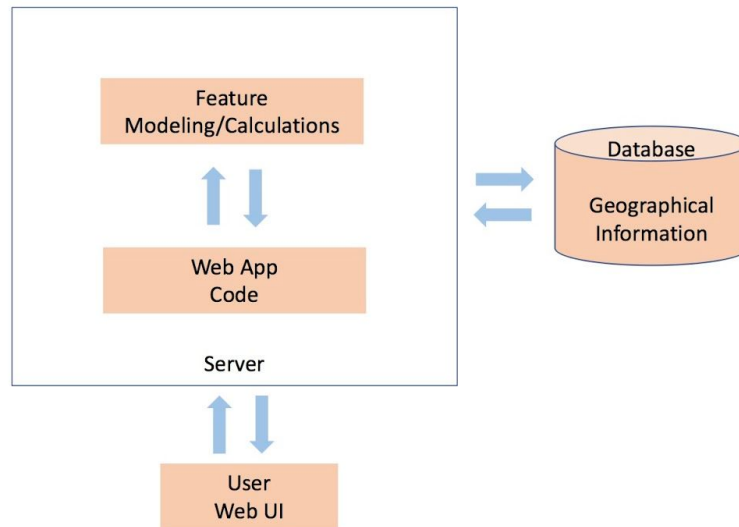 Feature
Modeling/Calculations
Database
Geographical
Information
Web App
Code
Server
User
Web UI